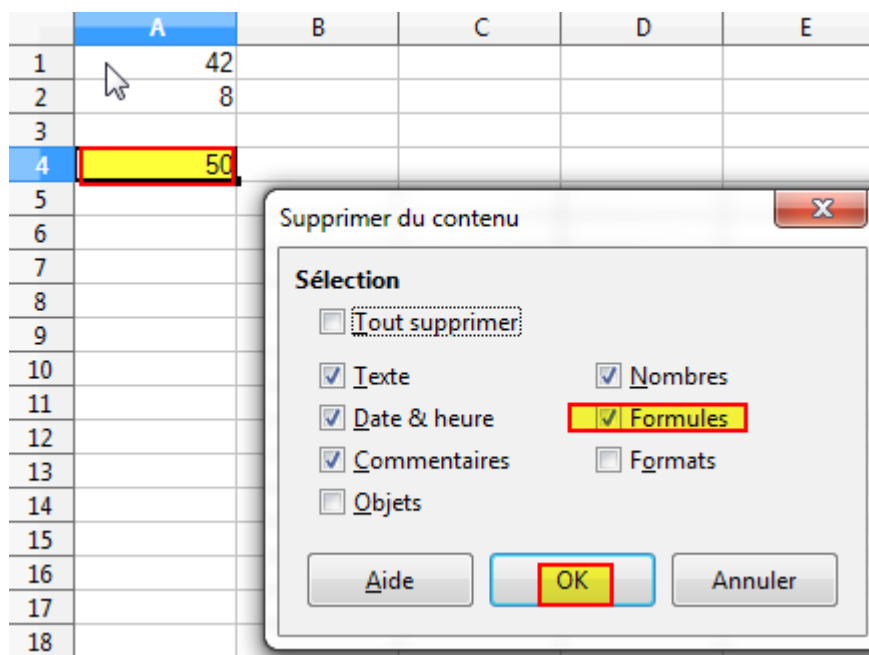 A B C D E
1 42
2 8
3
4 50
5
6
7
8
9
10
11
12
13
14
15
16
17
18
Supprimer du contenu
Sélection
Tout supprimer
Texte Nombres
Date & heure Formules
Commentaires Formats
Objets
Aide OK Annuler